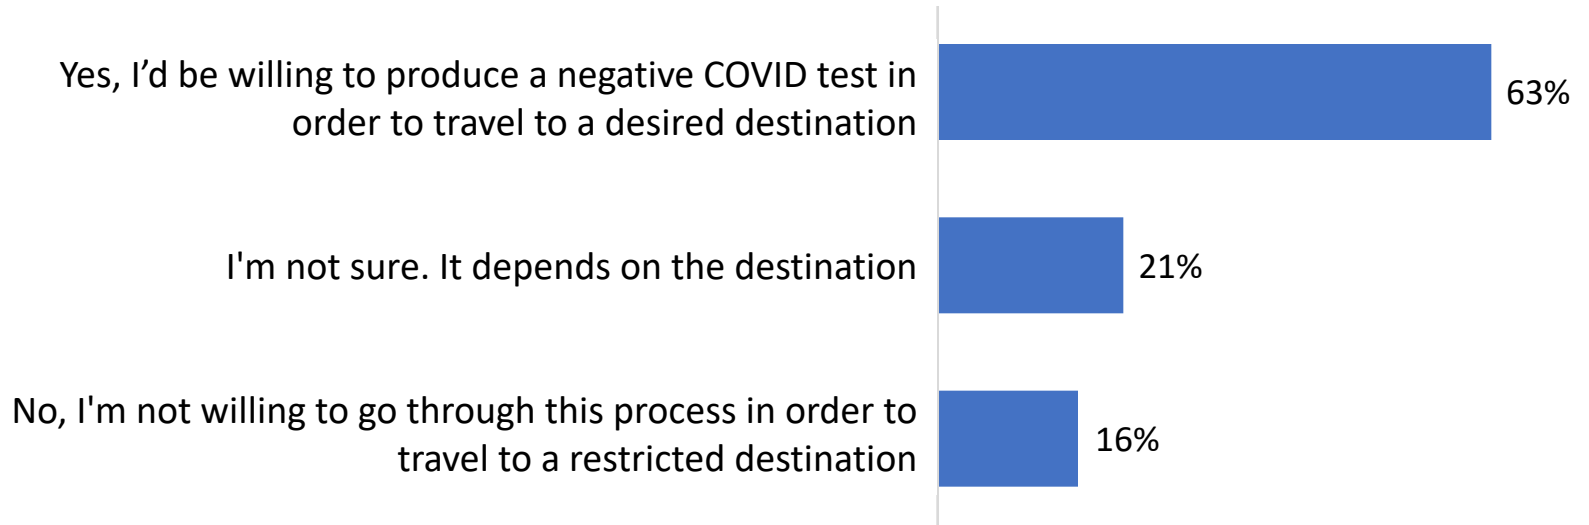 Yes, I’d be willing to produce a negative COVID test in
order to travel to a desired destination
63%
I'm not sure. It depends on the destination
21%
No, I'm not willing to go through this process in order to
travel to a restricted destination
16%